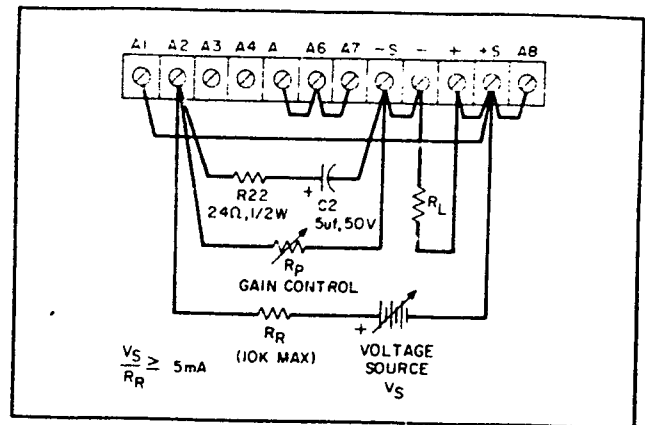 A1 A2 A3 A4 A A6 A7 -S - + +S A8
R22
24Ω, 1/2W
+
C2
5uf, 50V
RL
RP
GAIN CONTROL
RR
(10K MAX)
+
VOLTAGE
SOURCE
VS
VS/RR ≥ 5mA